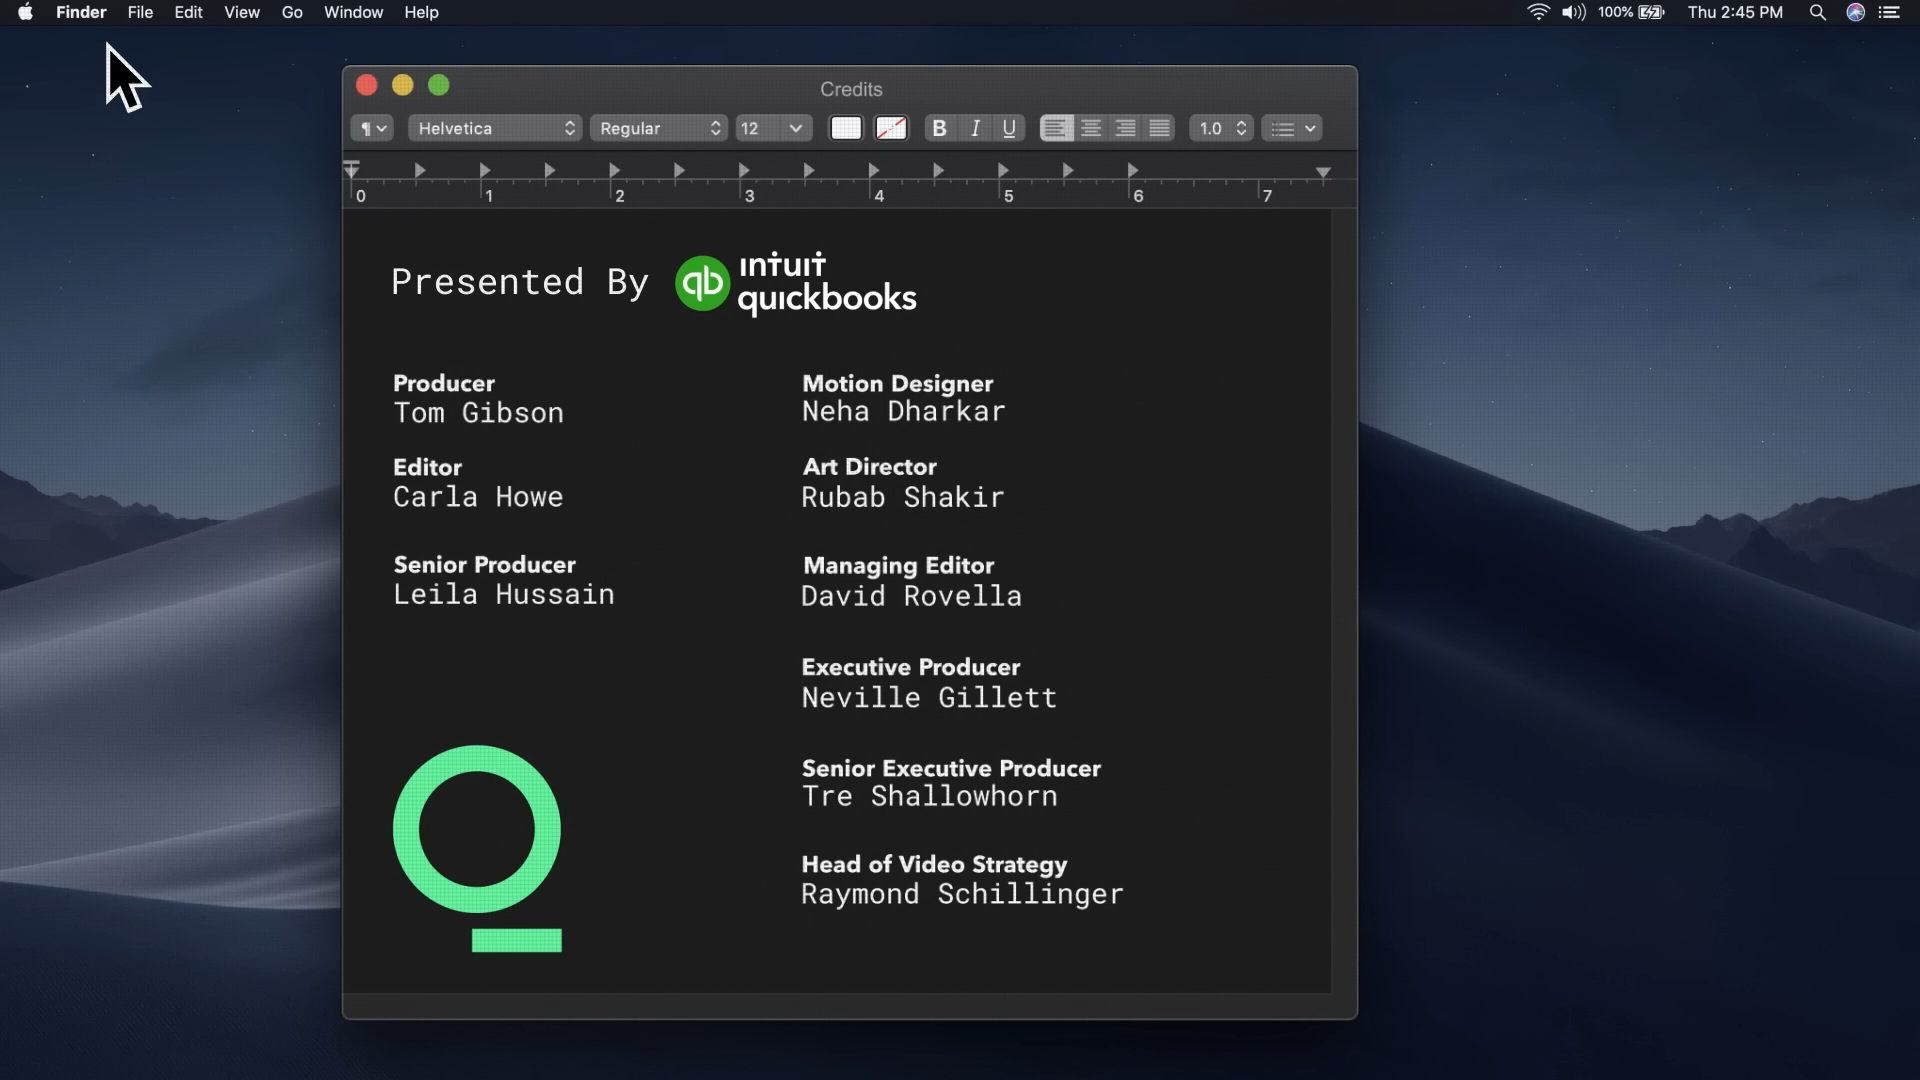 Finder File Edit View Go Window Help 100% Thu 2:45 PM
Credits
¶ Helvetica Regular 12 B I U 1.0
0 1 2 3 4 5 6 7
Presented By qb intuit quickbooks
Producer
Tom Gibson
Editor
Carla Howe
Senior Producer
Leila Hussain
Motion Designer
Neha Dharkar
Art Director
Rubab Shakir
Managing Editor
David Rovella
Executive Producer
Neville Gillett
Senior Executive Producer
Tre Shallowhorn
Head of Video Strategy
Raymond Schillinger